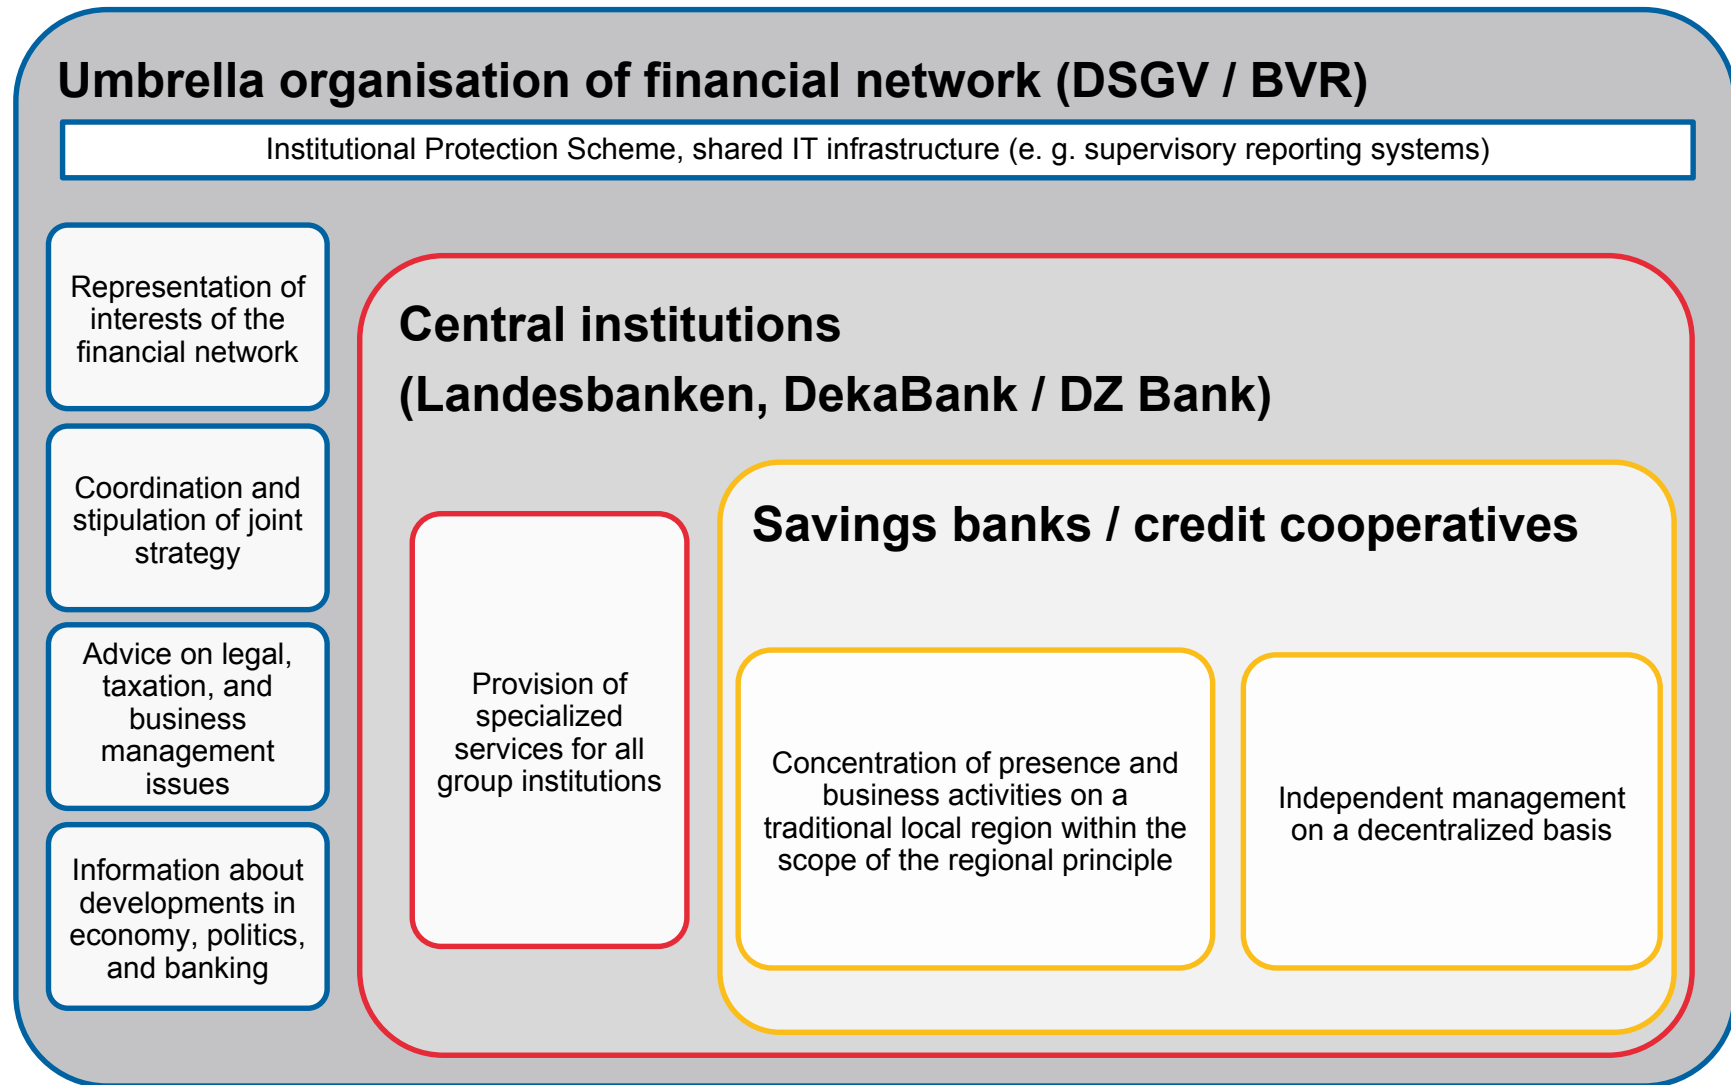 Umbrella organisation of financial network (DSGV / BVR)
Institutional Protection Scheme, shared IT infrastructure (e. g. supervisory reporting systems)
Representation of
interests of the
financial network
Coordination and
stipulation of joint
strategy
Advice on legal,
taxation, and
business
management
issues
Information about
developments in
economy, politics,
and banking
Central institutions
(Landesbanken, DekaBank / DZ Bank)
Provision of
specialized
services for all
group institutions
Savings banks / credit cooperatives
Concentration of presence and
business activities on a
traditional local region within the
scope of the regional principle
Independent management
on a decentralized basis